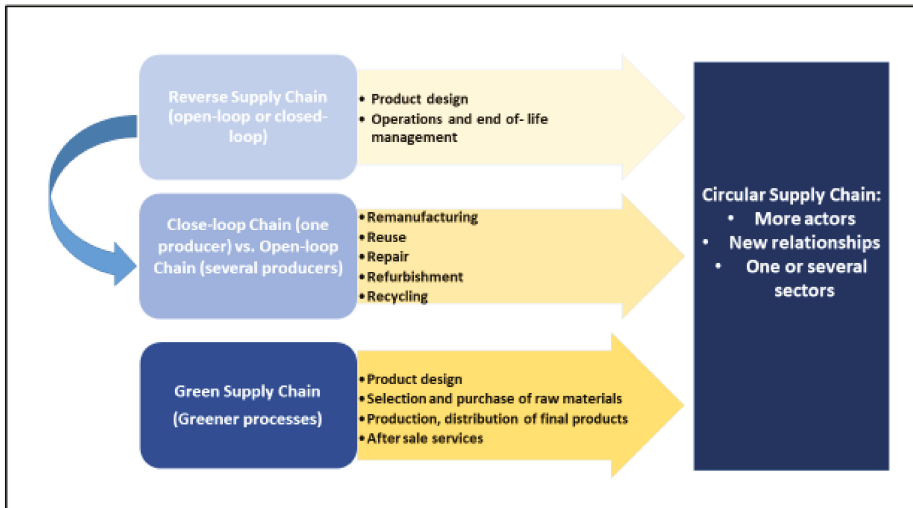 Reverse Supply Chain
(open-loop or closed-
loop)
• Product design
• Operations and end of- life
management
Close-loop Chain (one
producer) vs. Open-loop
Chain (several producers)
• Remanufacturing
• Reuse
• Repair
• Refurbishment
• Recycling
Green Supply Chain
(Greener processes)
• Product design
• Selection and purchase of raw materials
• Production, distribution of final products
• After sale services
Circular Supply Chain:
• More actors
• New relationships
• One or several
sectors